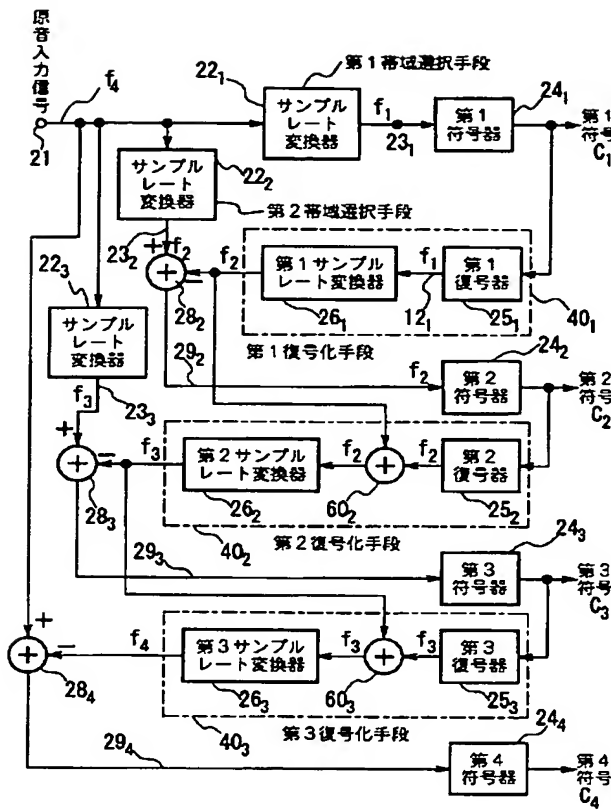 原音入力信号
21
f₄
22₁
第1帯域選択手段
サンプル
レート
変換器
f₁
23₁
24₁
第1
符号器
第1
符号
C₁
サンプル
レート
変換器
22₂
第2帯域選択手段
23₂
+
f₂
−
+
28₂
f₂
第1サンプル
レート変換器
26₁
f₁
12₁
第1
復号器
25₁
40₁
第1復号化手段
22₃
サンプル
レート
変換器
f₃
23₃
29₂
f₂
24₂
第2
符号器
第2
符号
C₂
+
−
+
28₃
f₃
第2サンプル
レート変換器
26₂
f₂
+
60₂
f₂
第2
復号器
25₂
40₂
第2復号化手段
29₃
24₃
第3
符号器
第3
符号
C₃
+
−
+
28₄
f₄
第3サンプル
レート変換器
26₃
f₃
+
60₃
f₃
第3
復号器
25₃
40₃
第3復号化手段
29₄
24₄
第4
符号器
第4
符号
C₄